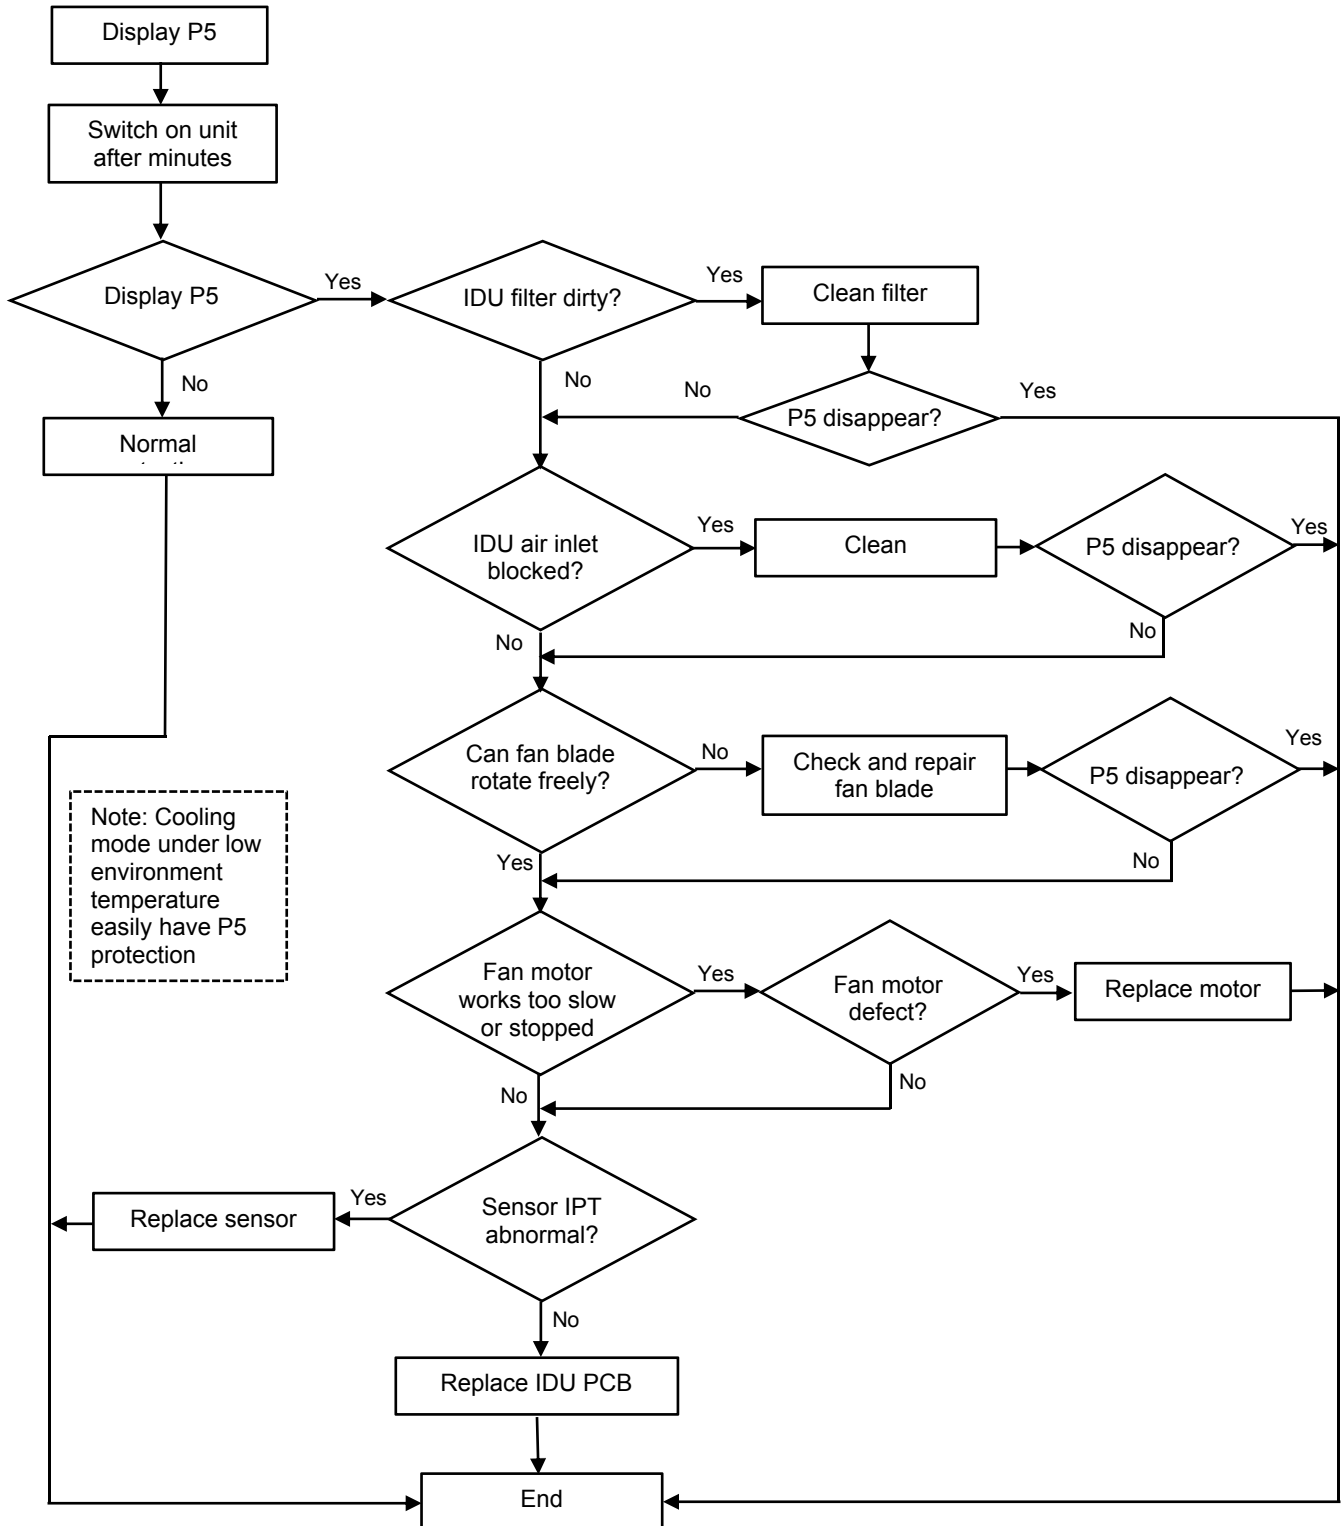 Display P5
Switch on unit
after minutes
Display P5
Yes
IDU filter dirty?
Yes
Clean filter
No
No
No
P5 disappear?
Yes
Normal
IDU air inlet
blocked?
Yes
Clean
P5 disappear?
Yes
No
No
Can fan blade
rotate freely?
No
Check and repair
fan blade
P5 disappear?
Yes
Yes
No
Note: Cooling
mode under low
environment
temperature
easily have P5
protection
Fan motor
works too slow
or stopped
Yes
Fan motor
defect?
Yes
Replace motor
No
No
Replace sensor
Yes
Sensor IPT
abnormal?
No
Replace IDU PCB
End